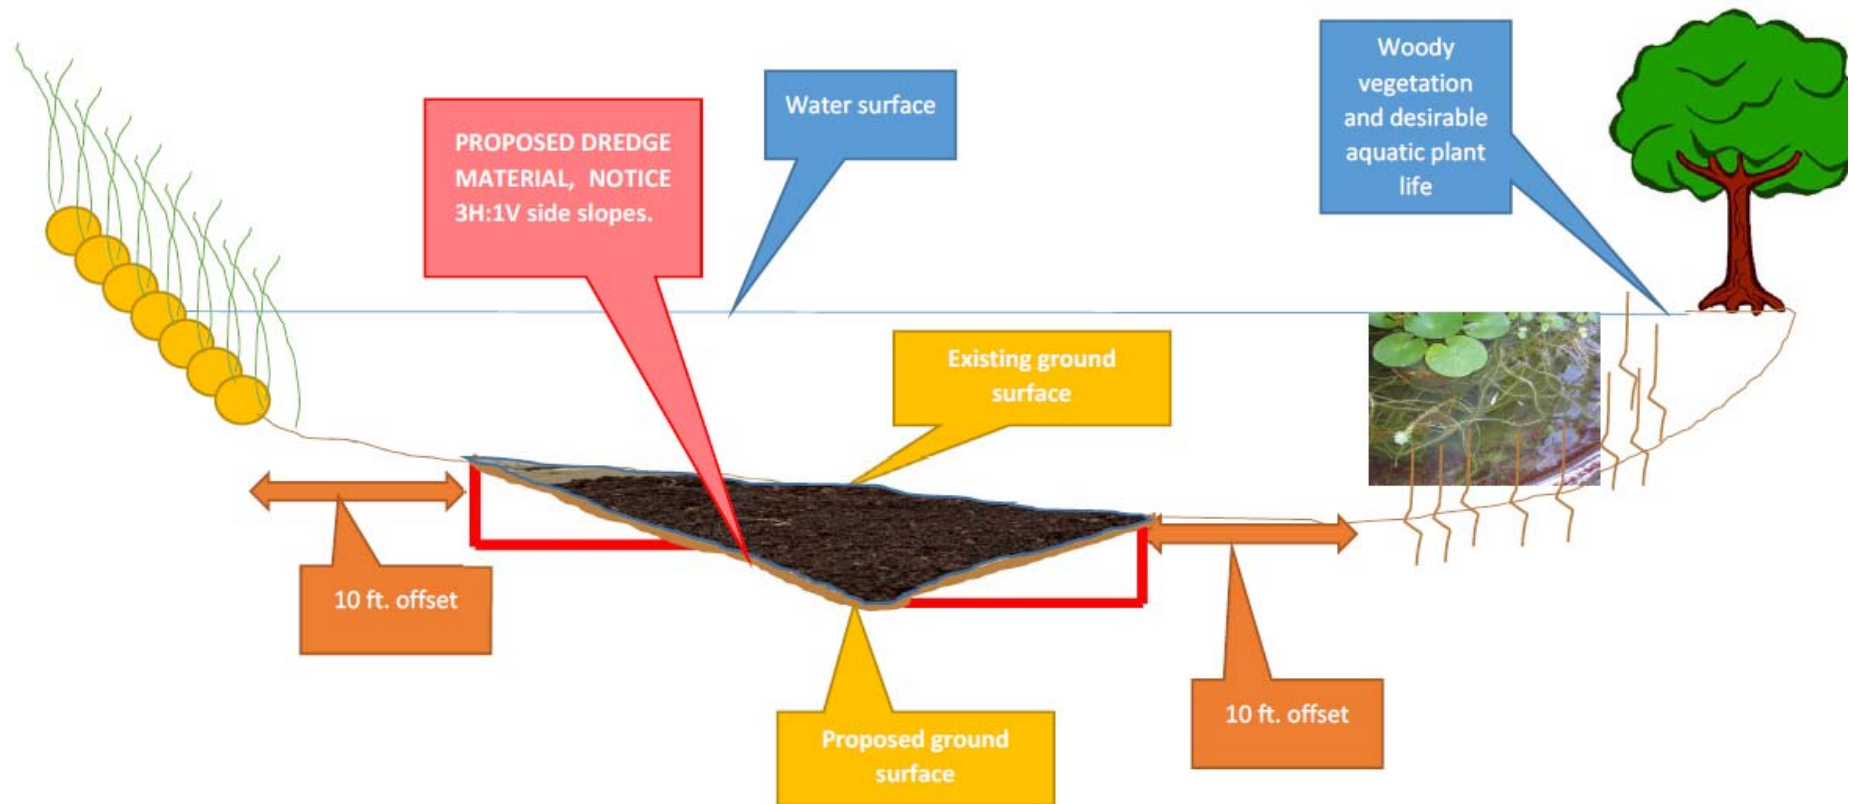 Woody
vegetation
and desirable
aquatic plant
life
Water surface
PROPOSED DREDGE
MATERIAL, NOTICE
3H:1V side slopes.
Existing ground
surface
10 ft. offset
10 ft. offset
Proposed ground
surface